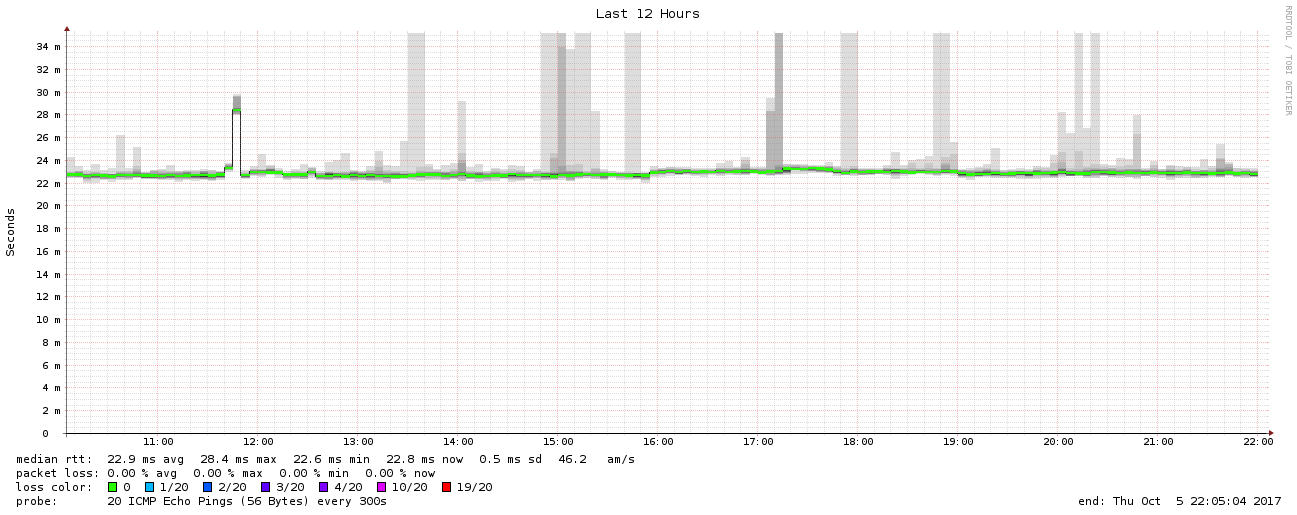 Last 12 Hours
RRDTOOL / TOBI OETIKER
Seconds
34 m
32 m
30 m
28 m
26 m
24 m
22 m
20 m
18 m
16 m
14 m
12 m
10 m
8 m
6 m
4 m
2 m
0
11:00 12:00 13:00 14:00 15:00 16:00 17:00 18:00 19:00 20:00 21:00 22:00
median rtt: 22.9 ms avg 28.4 ms max 22.6 ms min 22.8 ms now 0.5 ms sd 46.2 am/s
packet loss: 0.00 % avg 0.00 % max 0.00 % min 0.00 % now
loss color: 0 1/20 2/20 3/20 4/20 10/20 19/20
probe: 20 ICMP Echo Pings (56 Bytes) every 300s end: Thu Oct 5 22:05:04 2017